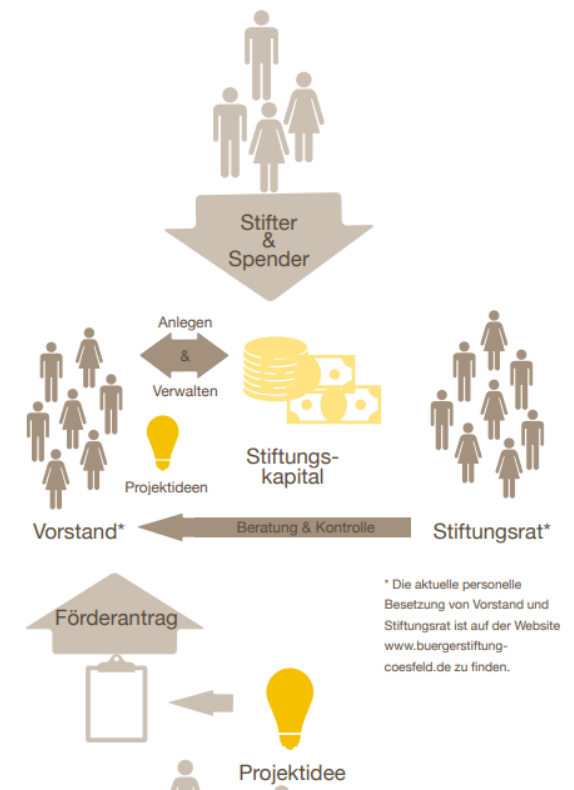 Stifter
&
Spender
Anlegen
&
Verwalten
Projektideen
Stiftungs-
kapital
Vorstand*
Beratung & Kontrolle
Stiftungsrat*
* Die aktuelle personelle
Besetzung von Vorstand und
Stiftungsrat ist auf der Website
www.buergerstiftung-
coesfeld.de zu finden.
Förderantrag
Projektidee